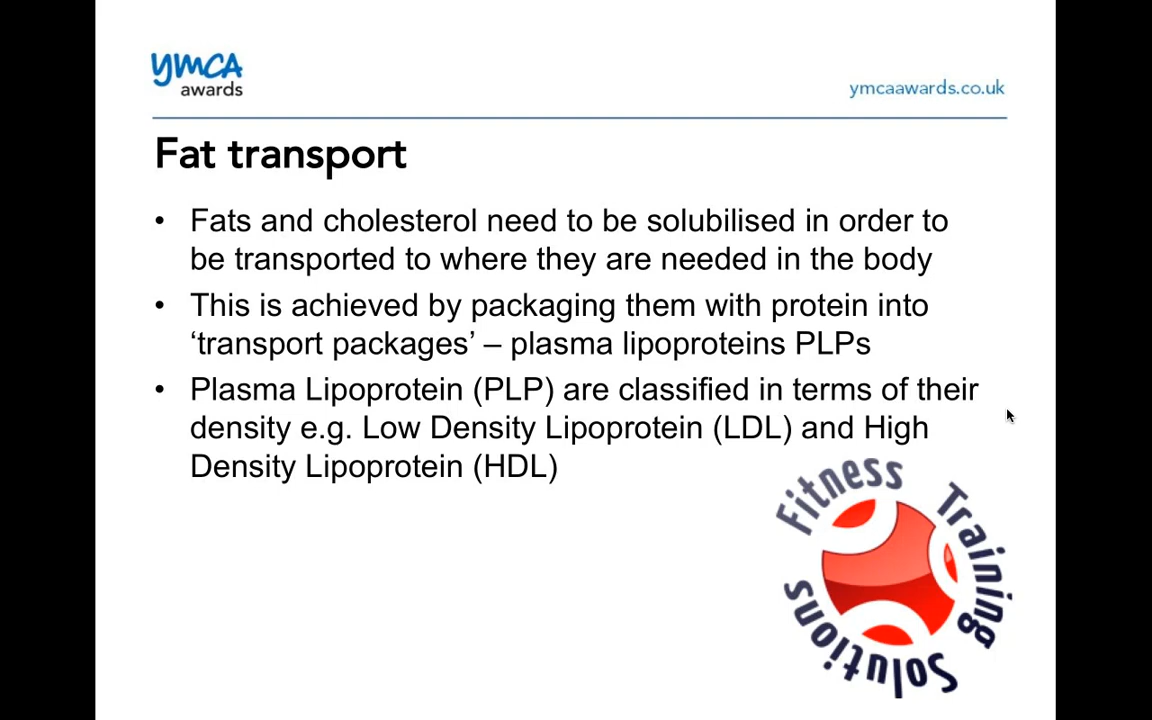 ymca
awards
ymcaawards.co.uk
Fat transport
• Fats and cholesterol need to be solubilised in order to
be transported to where they are needed in the body
• This is achieved by packaging them with protein into
‘transport packages’ – plasma lipoproteins PLPs
• Plasma Lipoprotein (PLP) are classified in terms of their
density e.g. Low Density Lipoprotein (LDL) and High
Density Lipoprotein (HDL)
Fitness
Training
Solutions